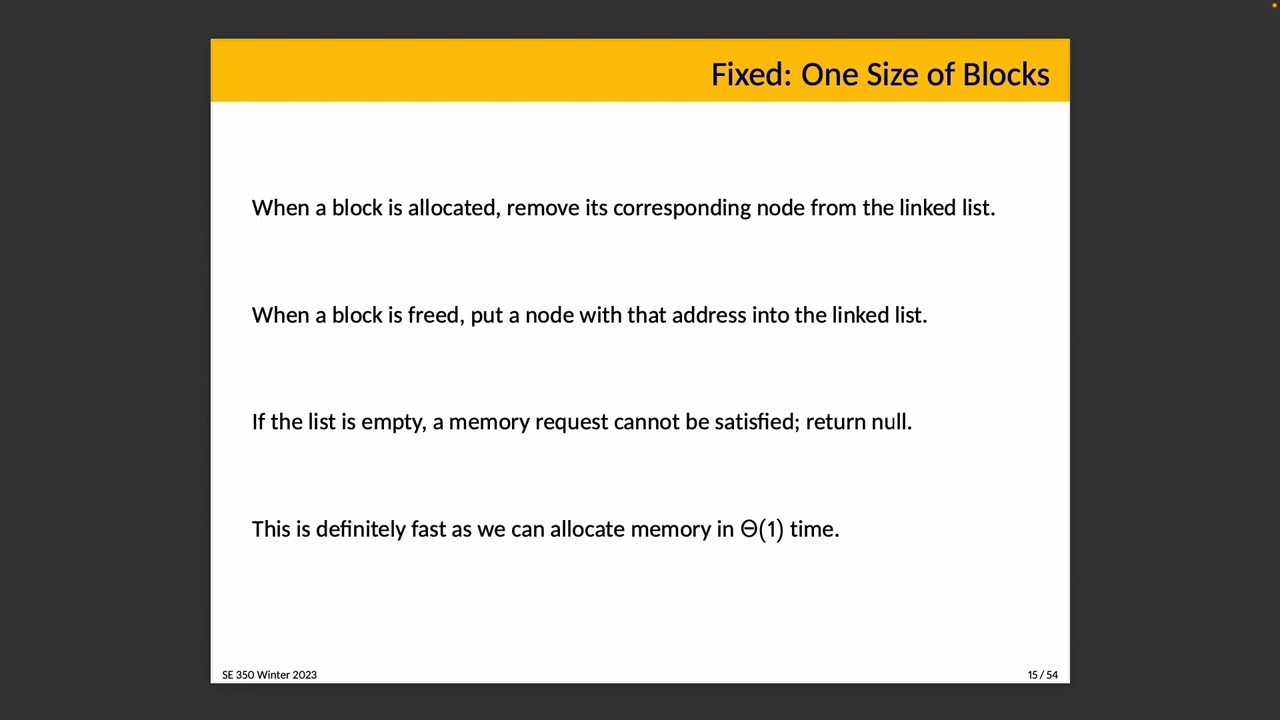 Fixed: One Size of Blocks
When a block is allocated, remove its corresponding node from the linked list.
When a block is freed, put a node with that address into the linked list.
If the list is empty, a memory request cannot be satisfied; return null.
This is definitely fast as we can allocate memory in Θ(1) time.
SE 350 Winter 2023
15 / 54